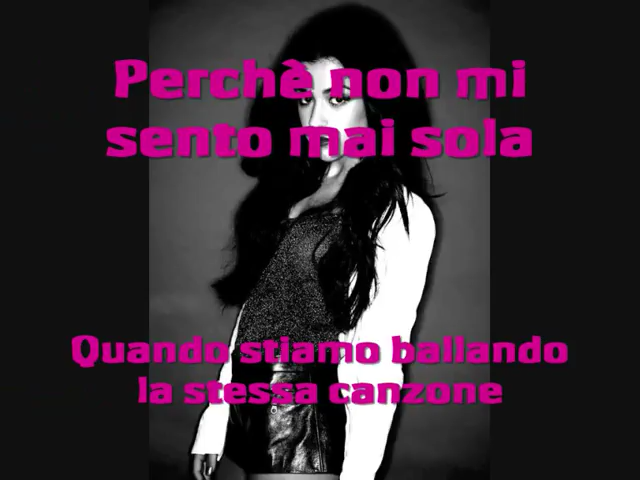 Perchè non mi
sento mai sola
Quando stiamo ballando
la stessa canzone